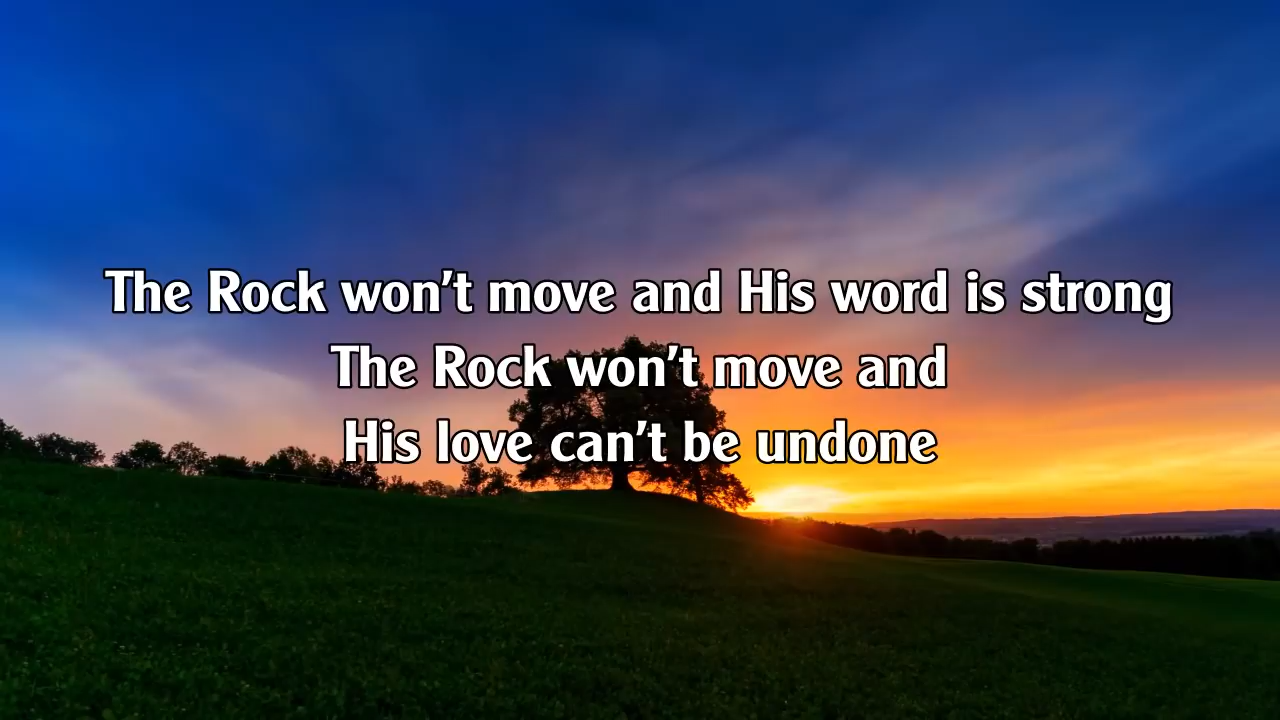 The Rock won't move and His word is strong
The Rock won't move and
His love can't be undone